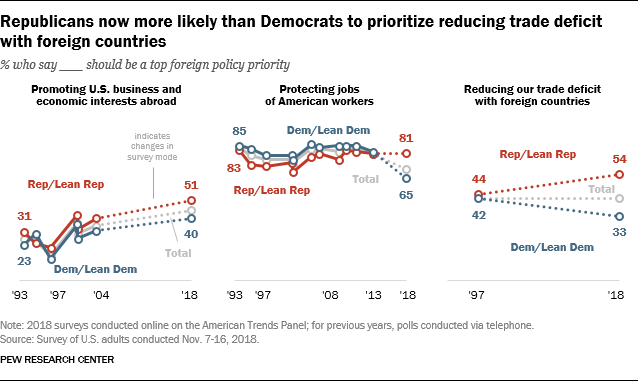 Republicans now more likely than Democrats to prioritize reducing trade deficit
with foreign countries
% who say ___ should be a top foreign policy priority
Promoting U.S. business and
economic interests abroad
indicates
changes in
survey mode
Rep/Lean Rep
51
31
40
23
Total
Dem/Lean Dem
'93
'97
'04
'18
Protecting jobs
of American workers
85
Dem/Lean Dem
81
83
Rep/Lean Rep
Total
65
'93
'97
'08
'13
'18
Reducing our trade deficit
with foreign countries
Rep/Lean Rep
54
44
Total
42
33
Dem/Lean Dem
'97
'18
Note: 2018 surveys conducted online on the American Trends Panel; for previous years, polls conducted via telephone.
Source: Survey of U.S. adults conducted Nov. 7-16, 2018.
PEW RESEARCH CENTER